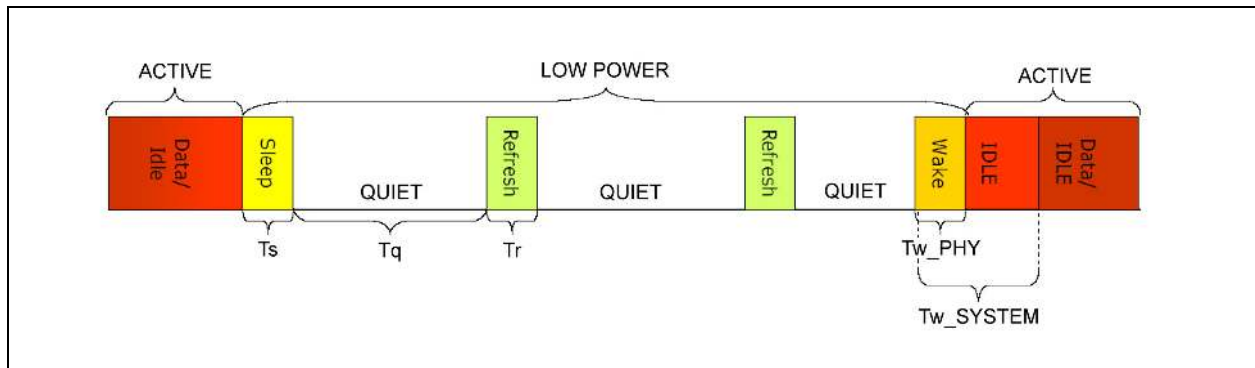 ACTIVE
LOW POWER
ACTIVE
Data/
Idle
Sleep
QUIET
Refresh
QUIET
Refresh
QUIET
Wake
IDLE
Data/
IDLE
Ts
Tq
Tr
Tw_PHY
Tw_SYSTEM